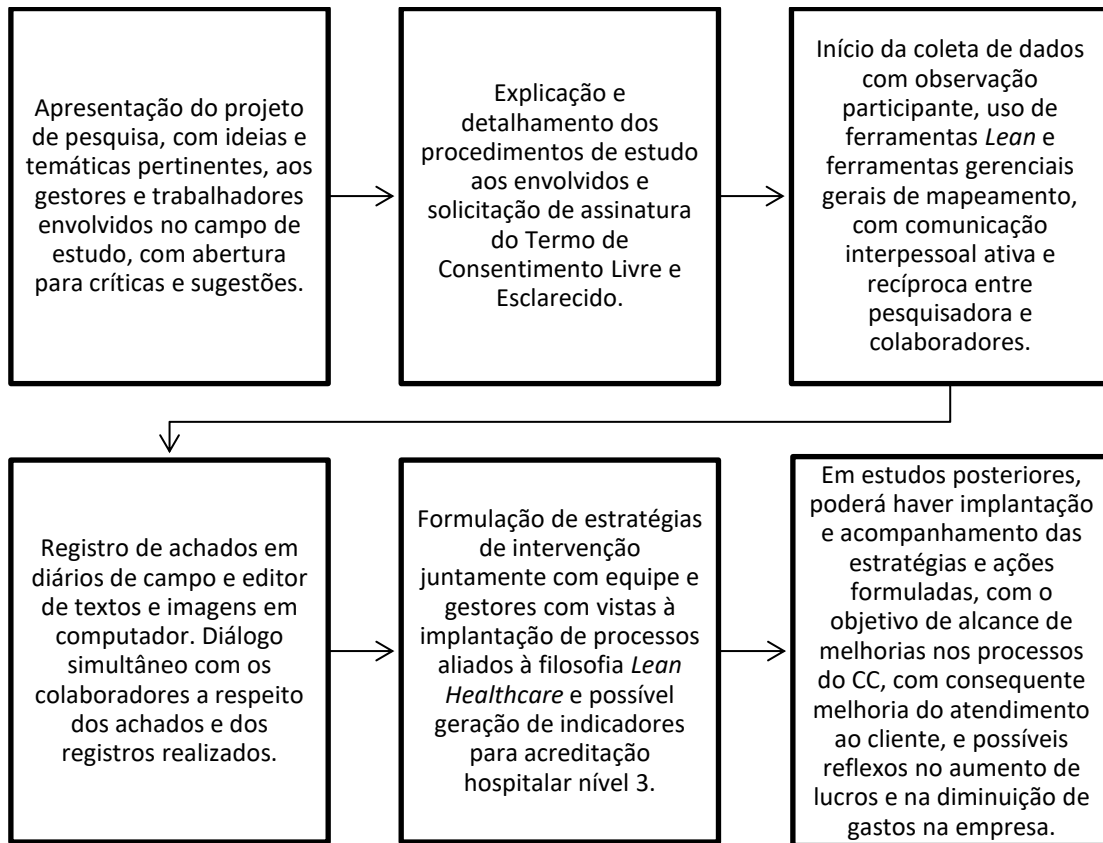 Apresentação do projeto
de pesquisa, com ideias e
temáticas pertinentes, aos
gestores e trabalhadores
envolvidos no campo de
estudo, com abertura
para críticas e sugestões.
Explicação e
detalhamento dos
procedimentos de estudo
aos envolvidos e
solicitação de assinatura
do Termo de
Consentimento Livre e
Esclarecido.
Início da coleta de dados
com observação
participante, uso de
ferramentas Lean e
ferramentas gerenciais
gerais de mapeamento,
com comunicação
interpessoal ativa e
recíproca entre
pesquisadora e
colaboradores.
Registro de achados em
diários de campo e editor
de textos e imagens em
computador. Diálogo
simultâneo com os
colaboradores a respeito
dos achados e dos
registros realizados.
Formulação de estratégias
de intervenção
juntamente com equipe e
gestores com vistas à
implantação de processos
aliados à filosofia Lean
Healthcare e possível
geração de indicadores
para acreditação
hospitalar nível 3.
Em estudos posteriores,
poderá haver implantação
e acompanhamento das
estratégias e ações
formuladas, com o
objetivo de alcance de
melhorias nos processos
do CC, com consequente
melhoria do atendimento
ao cliente, e possíveis
reflexos no aumento de
lucros e na diminuição de
gastos na empresa.